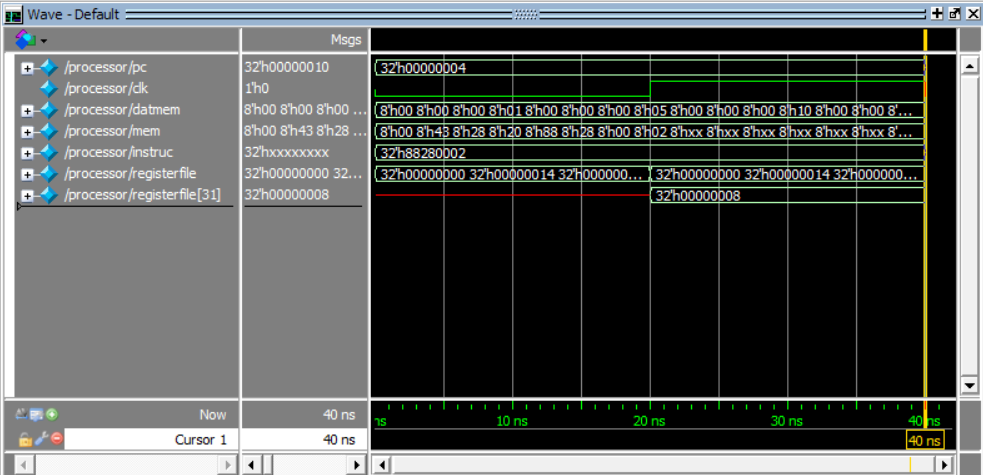 Wave - Default
Msgs
/processor/pc 32'h00000010 32'h00000004
/processor/clk 1'h0
/processor/datmem 8'h00 8'h00 8'h00 ... 8'h00 8'h00 8'h00 8'h01 8'h00 8'h00 8'h00 8'h05 8'h00 8'h00 8'h00 8'h10 8'h00 8'h00 8'...
/processor/mem 8'h00 8'h43 8'h28 ... 8'h00 8'h43 8'h28 8'h20 8'h88 8'h28 8'h00 8'h02 8'hxx 8'hxx 8'hxx 8'hxx 8'hxx 8'hxx 8'...
/processor/instruc 32'hxxxxxxxx 32'h88280002
/processor/registerfile 32'h00000000 32... 32'h00000000 32'h00000014 32'h000000... 32'h00000000 32'h00000014 32'h000000...
/processor/registerfile[31] 32'h00000008 32'h00000008
Now 40 ns ns 10 ns 20 ns 30 ns 40 ns
Cursor 1 40 ns 40 ns